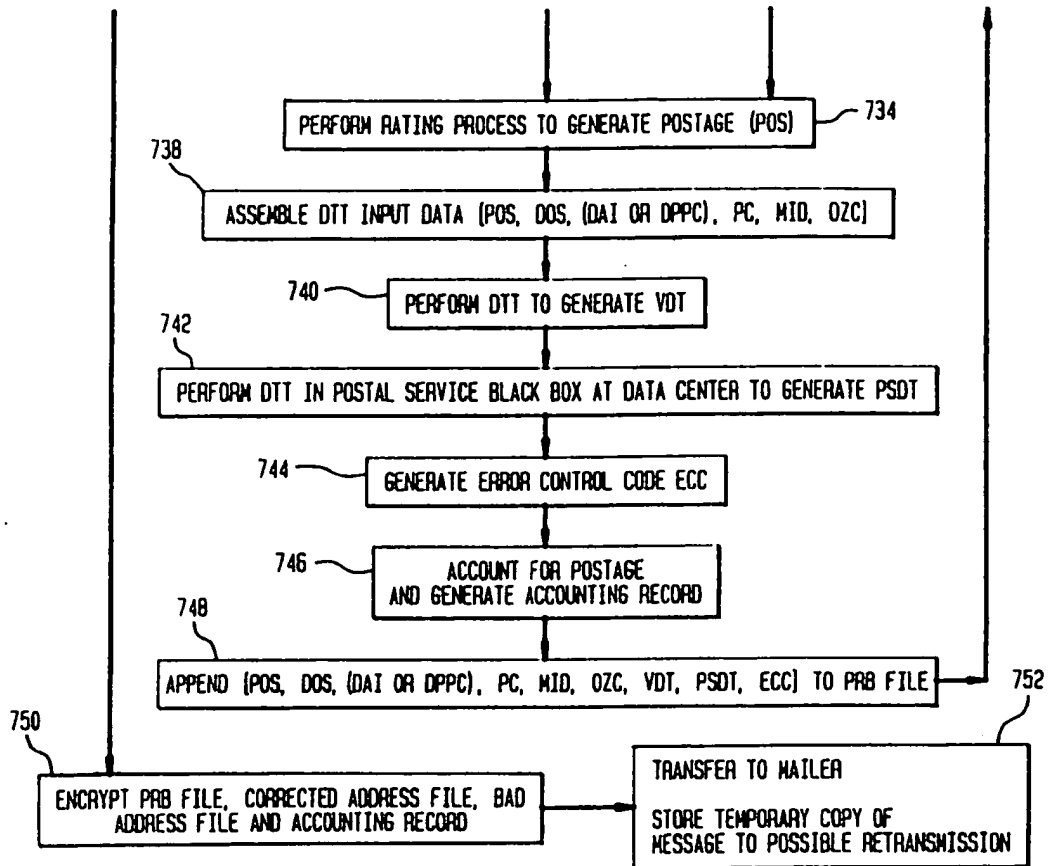 PERFORM RATING PROCESS TO GENERATE POSTAGE (POS)
734
738
ASSEMBLE DTT INPUT DATA (POS, DOS, (DAI OR DPPC), PC, MID, OZC)
740
PERFORM DTT TO GENERATE VDT
742
PERFORM DTT IN POSTAL SERVICE BLACK BOX AT DATA CENTER TO GENERATE PSDT
744
GENERATE ERROR CONTROL CODE ECC
746
ACCOUNT FOR POSTAGE
AND GENERATE ACCOUNTING RECORD
748
APPEND (POS, DOS, (DAI OR DPPC), PC, MID, OZC, VDT, PSDT, ECC) TO PRB FILE
750
752
ENCRYPT PRB FILE, CORRECTED ADDRESS FILE, BAD
ADDRESS FILE AND ACCOUNTING RECORD
TRANSFER TO MAILER
STORE TEMPORARY COPY OF
MESSAGE TO POSSIBLE RETRANSMISSION